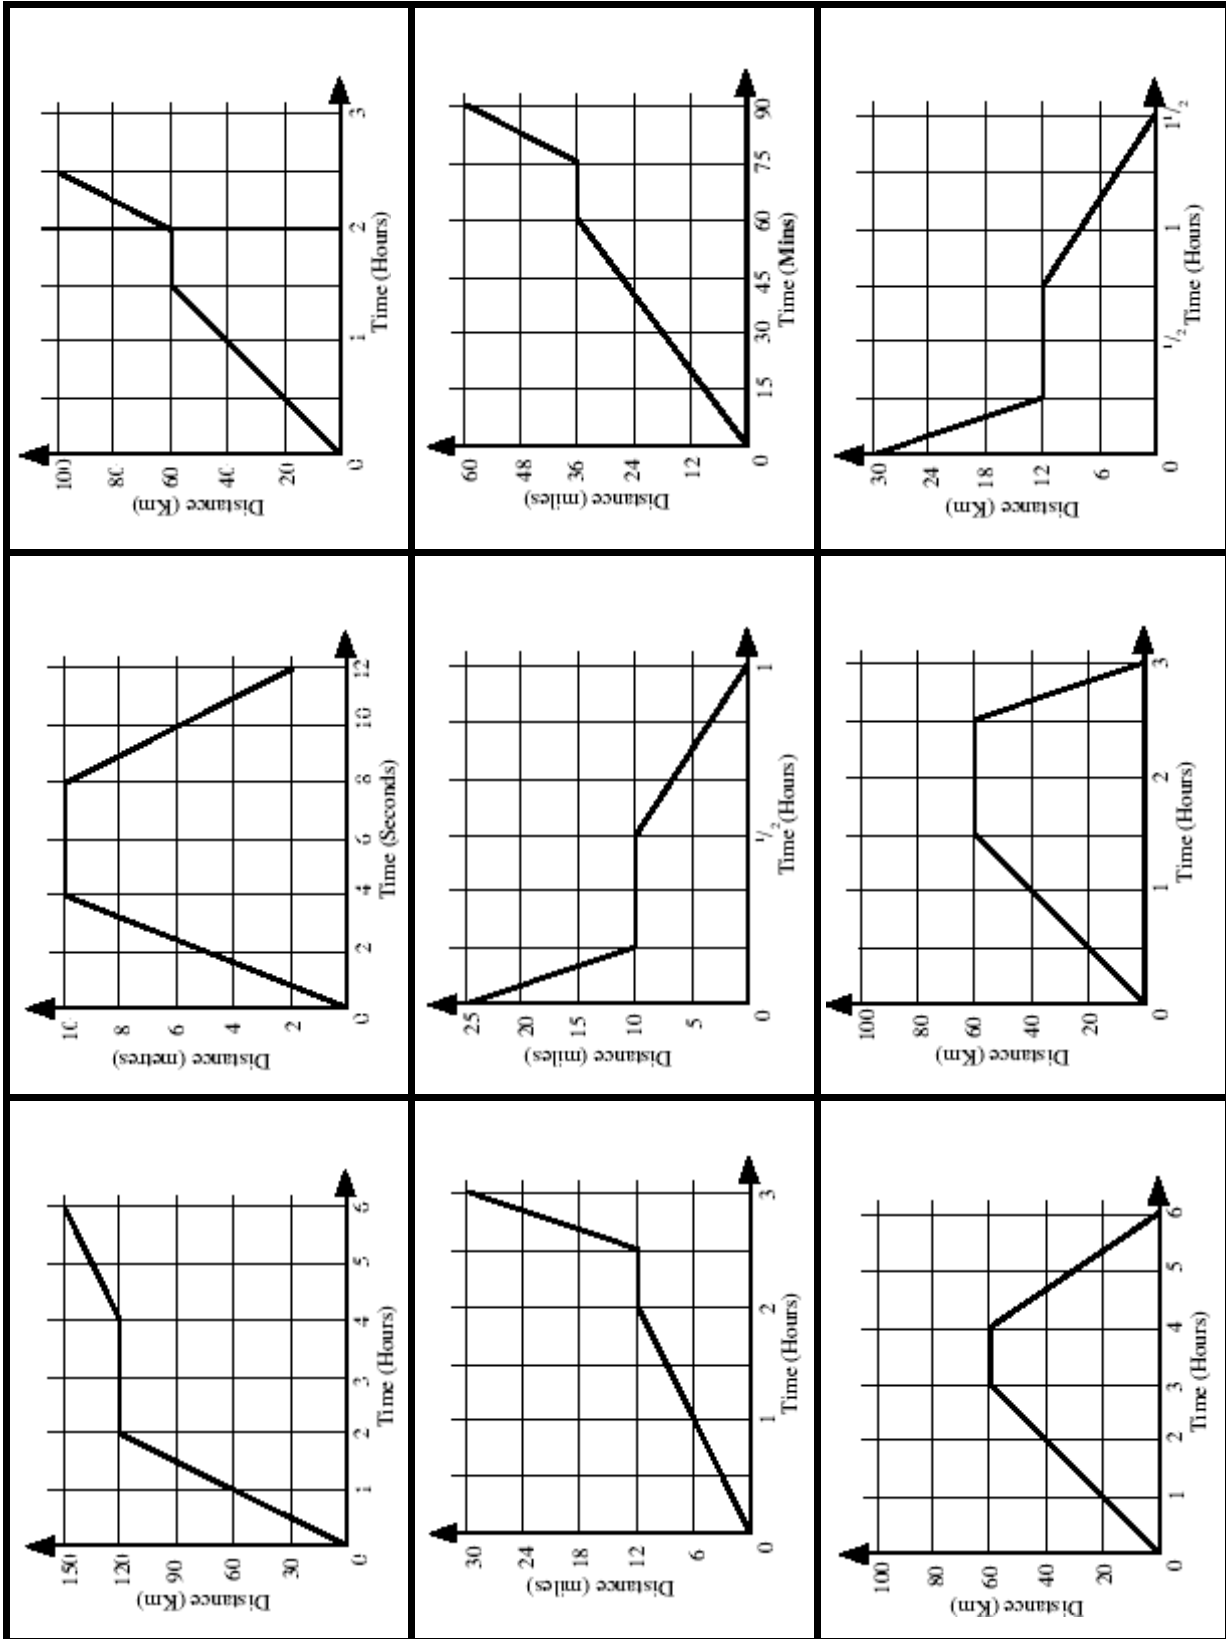 Distance (Km)
150
120
90
60
30
0 1 2 3 4 5 6
Time (Hours)
Distance (metres)
10
8
6
4
2
0 2 4 6 8 10 12
Time (Seconds)
Distance (Km)
100
80
60
40
20
0 1 2 3
Time (Hours)
Distance (miles)
30
24
18
12
6
0 1 2 3
Time (Hours)
Distance (miles)
25
20
15
10
5
0 1/2 1
Time (Hours)
Distance (miles)
60
48
36
24
12
0 15 30 45 60 75 90
Time (Mins)
Distance (Km)
100
80
60
40
20
0 1 2 3 4 5 6
Time (Hours)
Distance (Km)
100
80
60
40
20
0 1 2 3
Time (Hours)
Distance (Km)
30
24
18
12
6
0 1/2 1 1 1/2
Time (Hours)